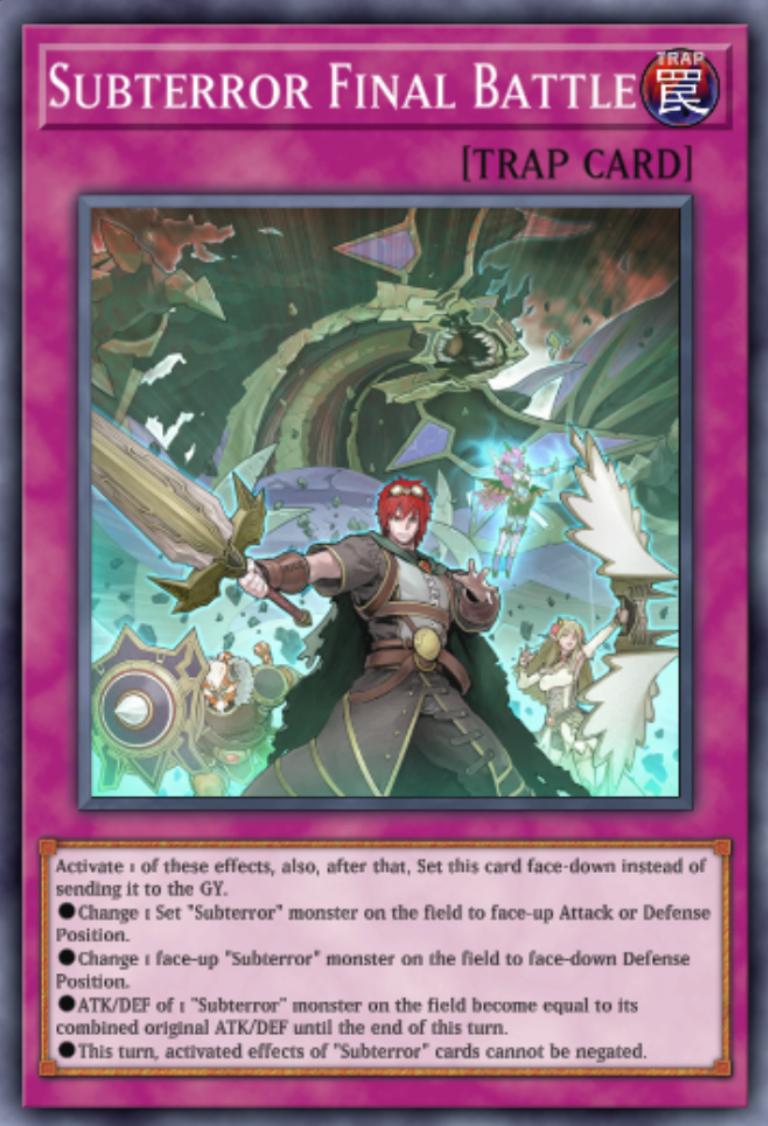 SUBTERROR FINAL BATTLE
TRAP
罠
[TRAP CARD]
Activate 1 of these effects, also, after that, Set this card face-down instead of
sending it to the GY.
●Change 1 Set "Subterror" monster on the field to face-up Attack or Defense
Position.
●Change 1 face-up "Subterror" monster on the field to face-down Defense
Position.
●ATK/DEF of 1 "Subterror" monster on the field become equal to its
combined original ATK/DEF until the end of this turn.
●This turn, activated effects of "Subterror" cards cannot be negated.